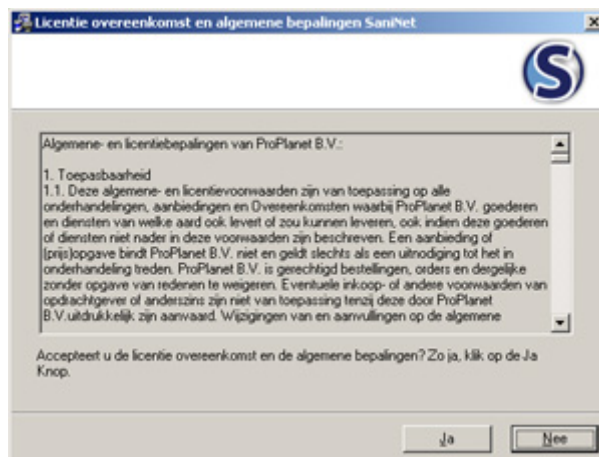 Licentie overeenkomst en algemene bepalingen SaniNet
S
Algemene- en licentiebepalingen van ProPlanet B.V.:
1. Toepasbaarheid
1.1. Deze algemene- en licentievoorwaarden zijn van toepassing op alle
onderhandelingen, aanbiedingen en Overeenkomsten waarbij ProPlanet B.V. goederen
en diensten van welke aard ook levert of zou kunnen leveren, ook indien deze goederen
of diensten niet nader in deze voorwaarden zijn beschreven. Een aanbieding of
(prijs)opgave bindt ProPlanet B.V. niet en geldt slechts als een uitnodiging tot het in
onderhandeling treden. ProPlanet B.V. is gerechtigd bestellingen, orders en dergelijke
zonder opgave van redenen te weigeren. Eventuele inkoop- of andere voorwaarden van
opdrachtgever of anderszins zijn niet van toepassing tenzij deze door ProPlanet
B.V.uitdrukkelijk zijn aanvaard. Wijzigingen van en aanvullingen op de algemene
Accepteert u de licentie overeenkomst en de algemene bepalingen? Zo ja, klik op de Ja
Knop.
Ja
Nee